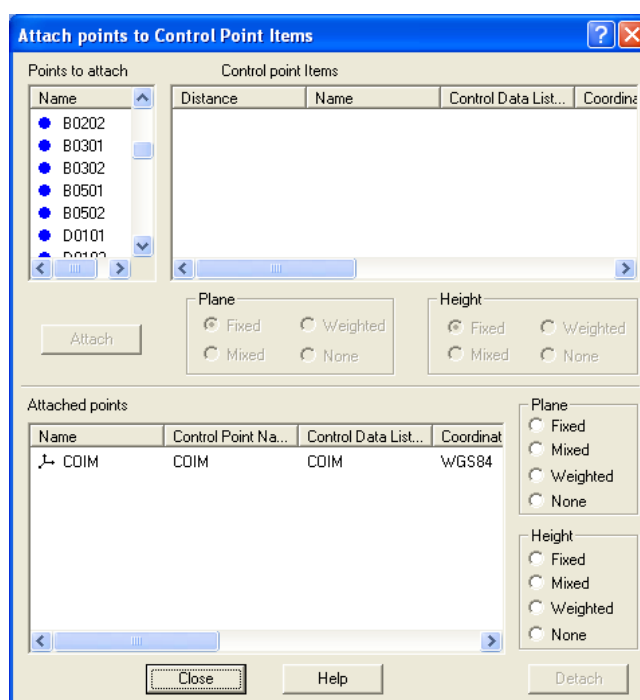 Attach points to Control Point Items
Points to attach
Control point Items
Name
Distance
Name
Control Data List...
Coordina
B0202
B0301
B0302
B0501
B0502
D0101
D0102
Attach
Plane
Fixed
Weighted
Mixed
None
Height
Fixed
Weighted
Mixed
None
Attached points
Name
Control Point Na...
Control Data List...
Coordinat
COIM
COIM
COIM
WGS84
Plane
Fixed
Mixed
Weighted
None
Height
Fixed
Mixed
Weighted
None
Close
Help
Detach